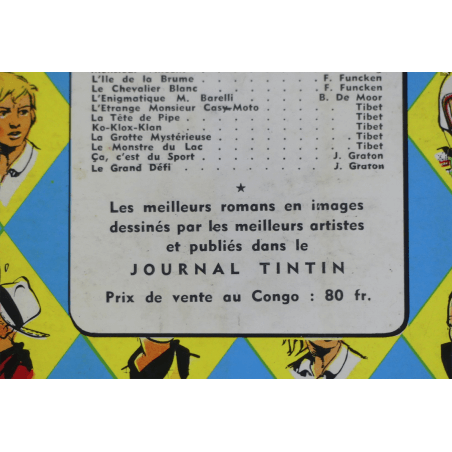 L'Ile de la Brume . . . . . . . . . . . F. Funcken
Le Chevalier Blanc . . . . . . . . . . . F. Funcken
L'Enigmatique M. Barelli . . . . . . . . B. De Moor
L'Etrange Monsieur Casy-Moto . . . . . . . . Tibet
La Tête de Pipe . . . . . . . . . . . . . Tibet
Ko-Klox-Klan . . . . . . . . . . . . . . Tibet
La Grotte Mystérieuse . . . . . . . . . . . Tibet
Le Monstre du Lac . . . . . . . . . . . . Tibet
Ça, c'est du Sport . . . . . . . . . . . J. Graton
Le Grand Défi . . . . . . . . . . . . . J. Graton
Les meilleurs romans en images
dessinés par les meilleurs artistes
et publiés dans le
JOURNAL TINTIN
Prix de vente au Congo : 80 fr.